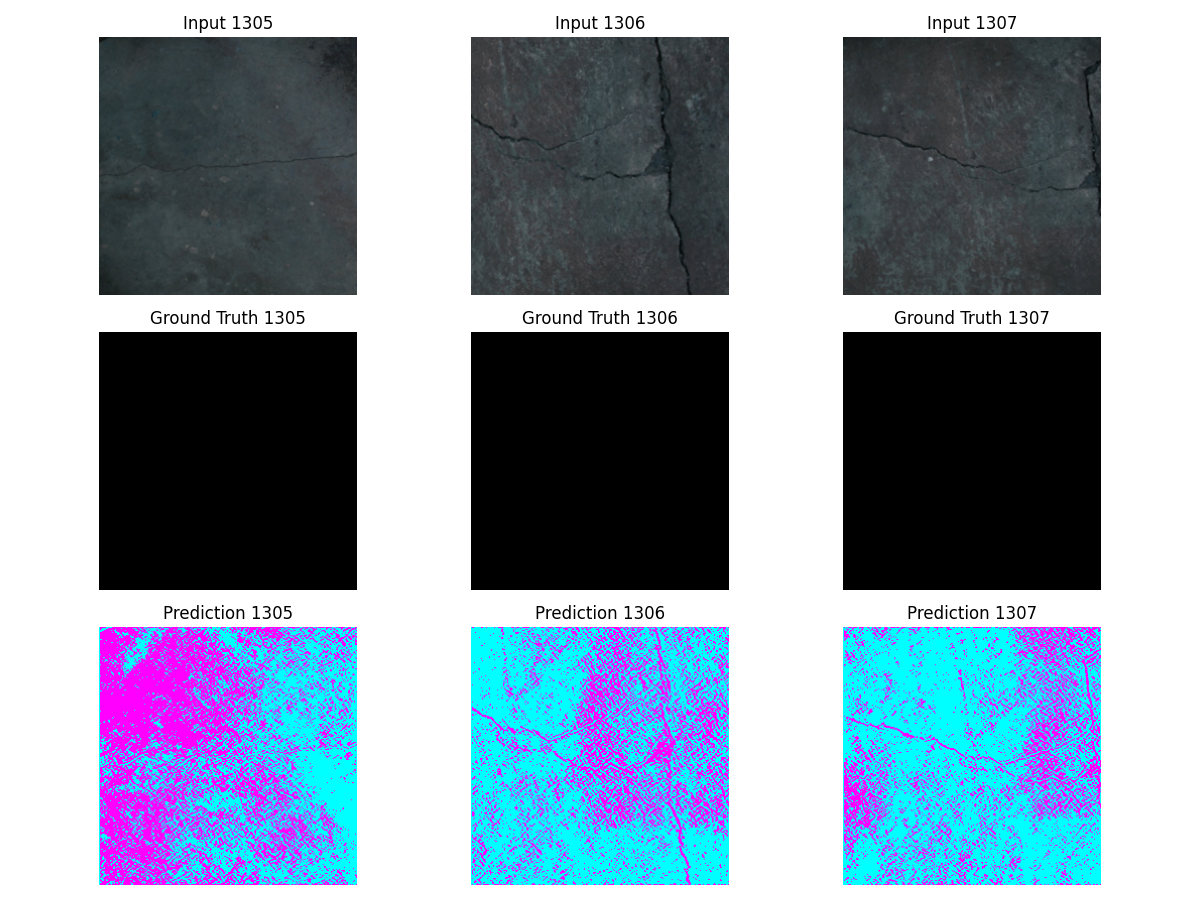 Input 1305
Input 1306
Input 1307
Ground Truth 1305
Ground Truth 1306
Ground Truth 1307
Prediction 1305
Prediction 1306
Prediction 1307